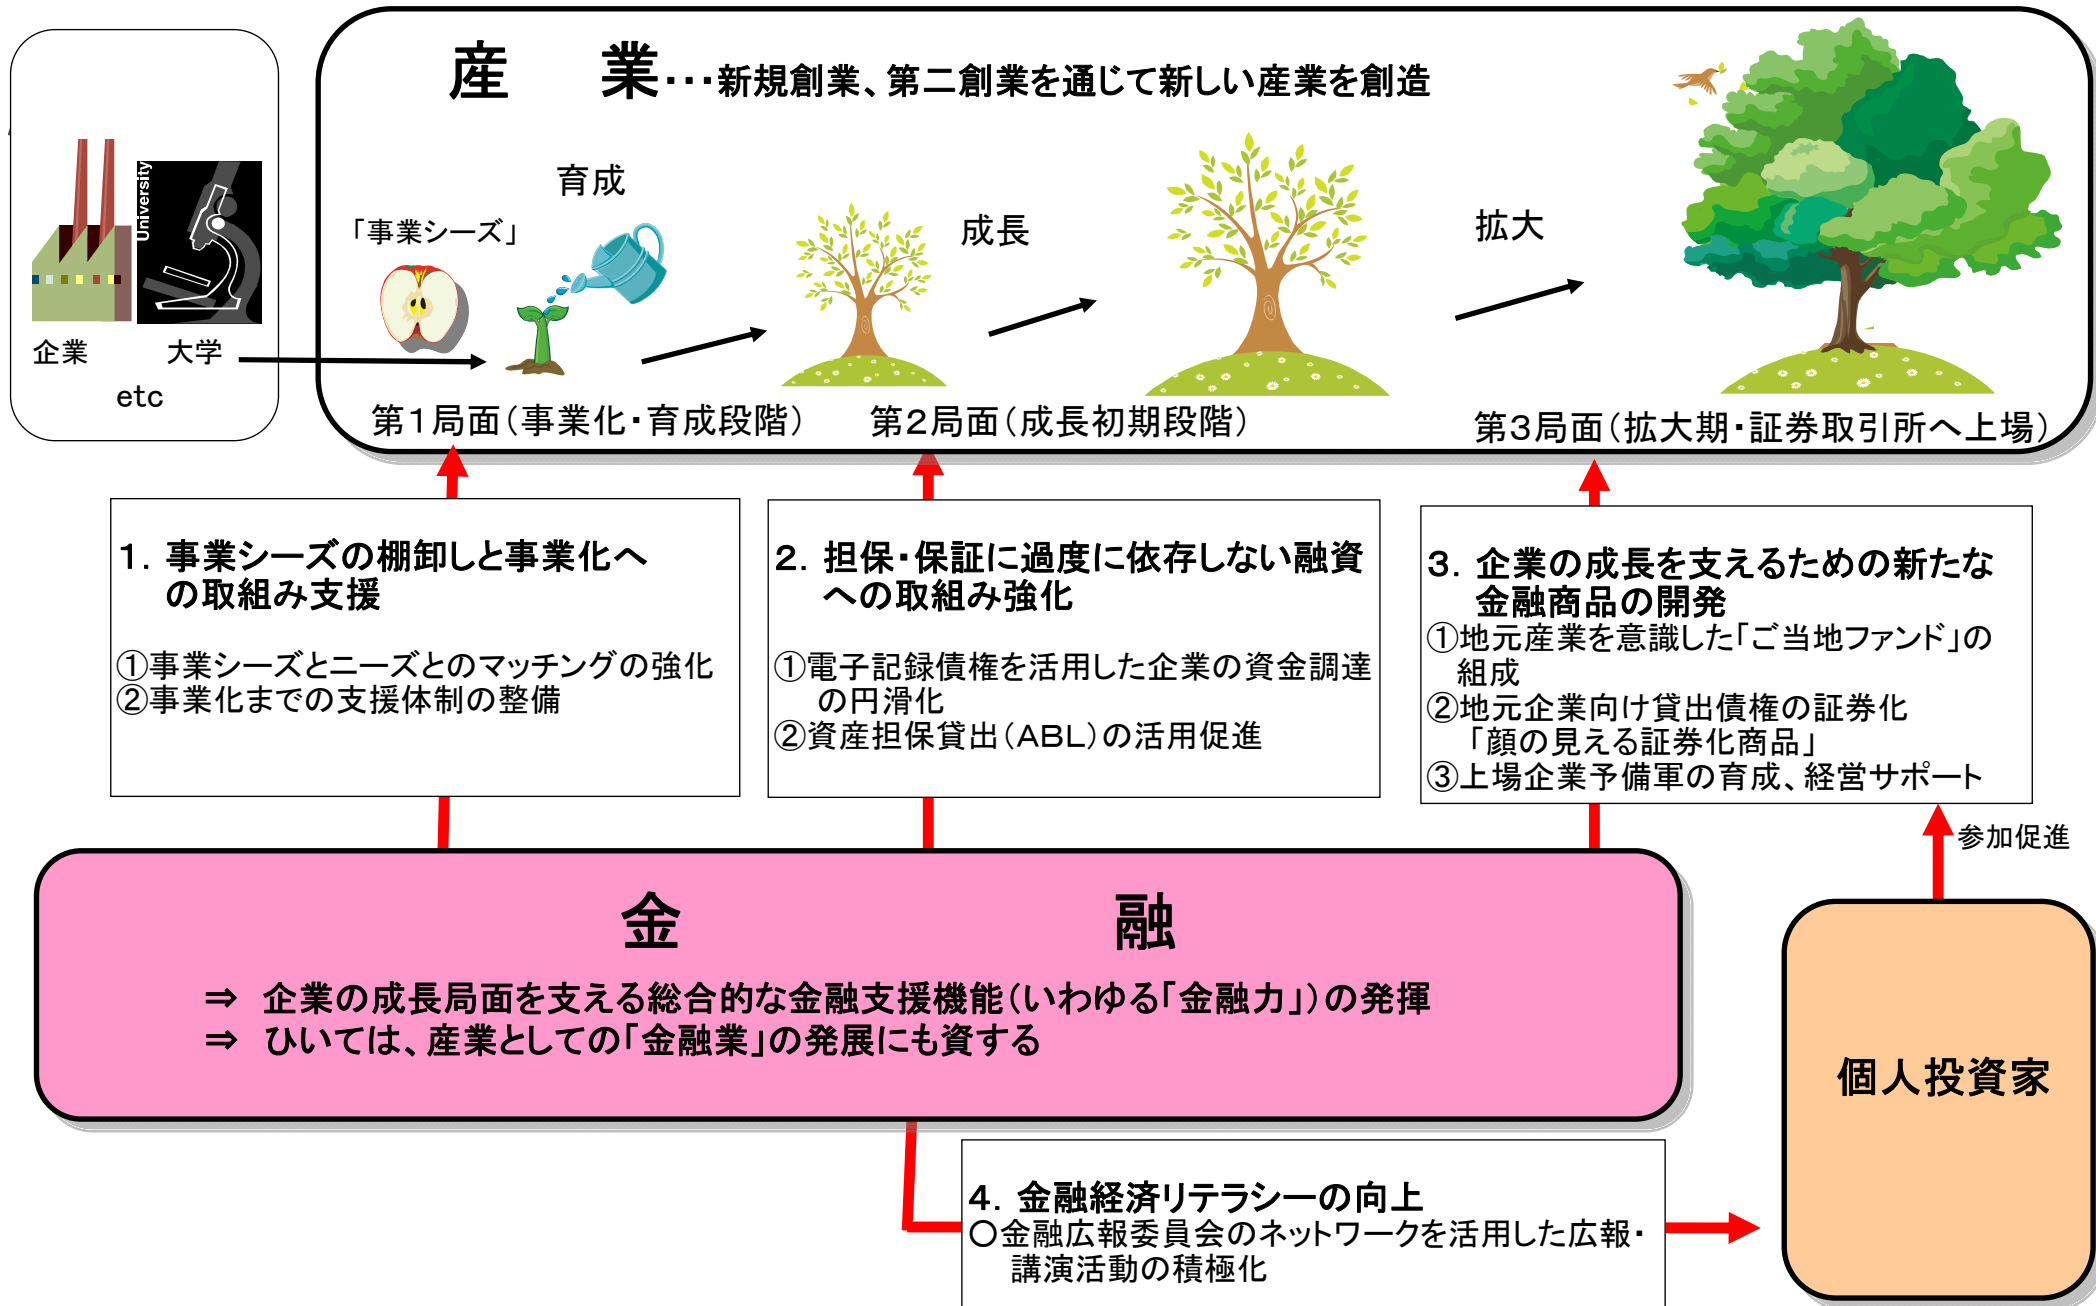 産　業・・・新規創業、第二創業を通じて新しい産業を創造
University
企業
大学
etc
「事業シーズ」
育成
成長
拡大
第1局面（事業化・育成段階）
第2局面（成長初期段階）
第3局面（拡大期・証券取引所へ上場）
1．事業シーズの棚卸しと事業化へ
の取組み支援
①事業シーズとニーズとのマッチングの強化
②事業化までの支援体制の整備
2．担保・保証に過度に依存しない融資
への取組み強化
①電子記録債権を活用した企業の資金調達
の円滑化
②資産担保貸出（ABL）の活用促進
3．企業の成長を支えるための新たな
金融商品の開発
①地元産業を意識した「ご当地ファンド」の
組成
②地元企業向け貸出債権の証券化
「顔の見える証券化商品」
③上場企業予備軍の育成、経営サポート
参加促進
金　融
⇒ 企業の成長局面を支える総合的な金融支援機能（いわゆる「金融力」）の発揮
⇒ ひいては、産業としての「金融業」の発展にも資する
個人投資家
4．金融経済リテラシーの向上
○金融広報委員会のネットワークを活用した広報・
講演活動の積極化